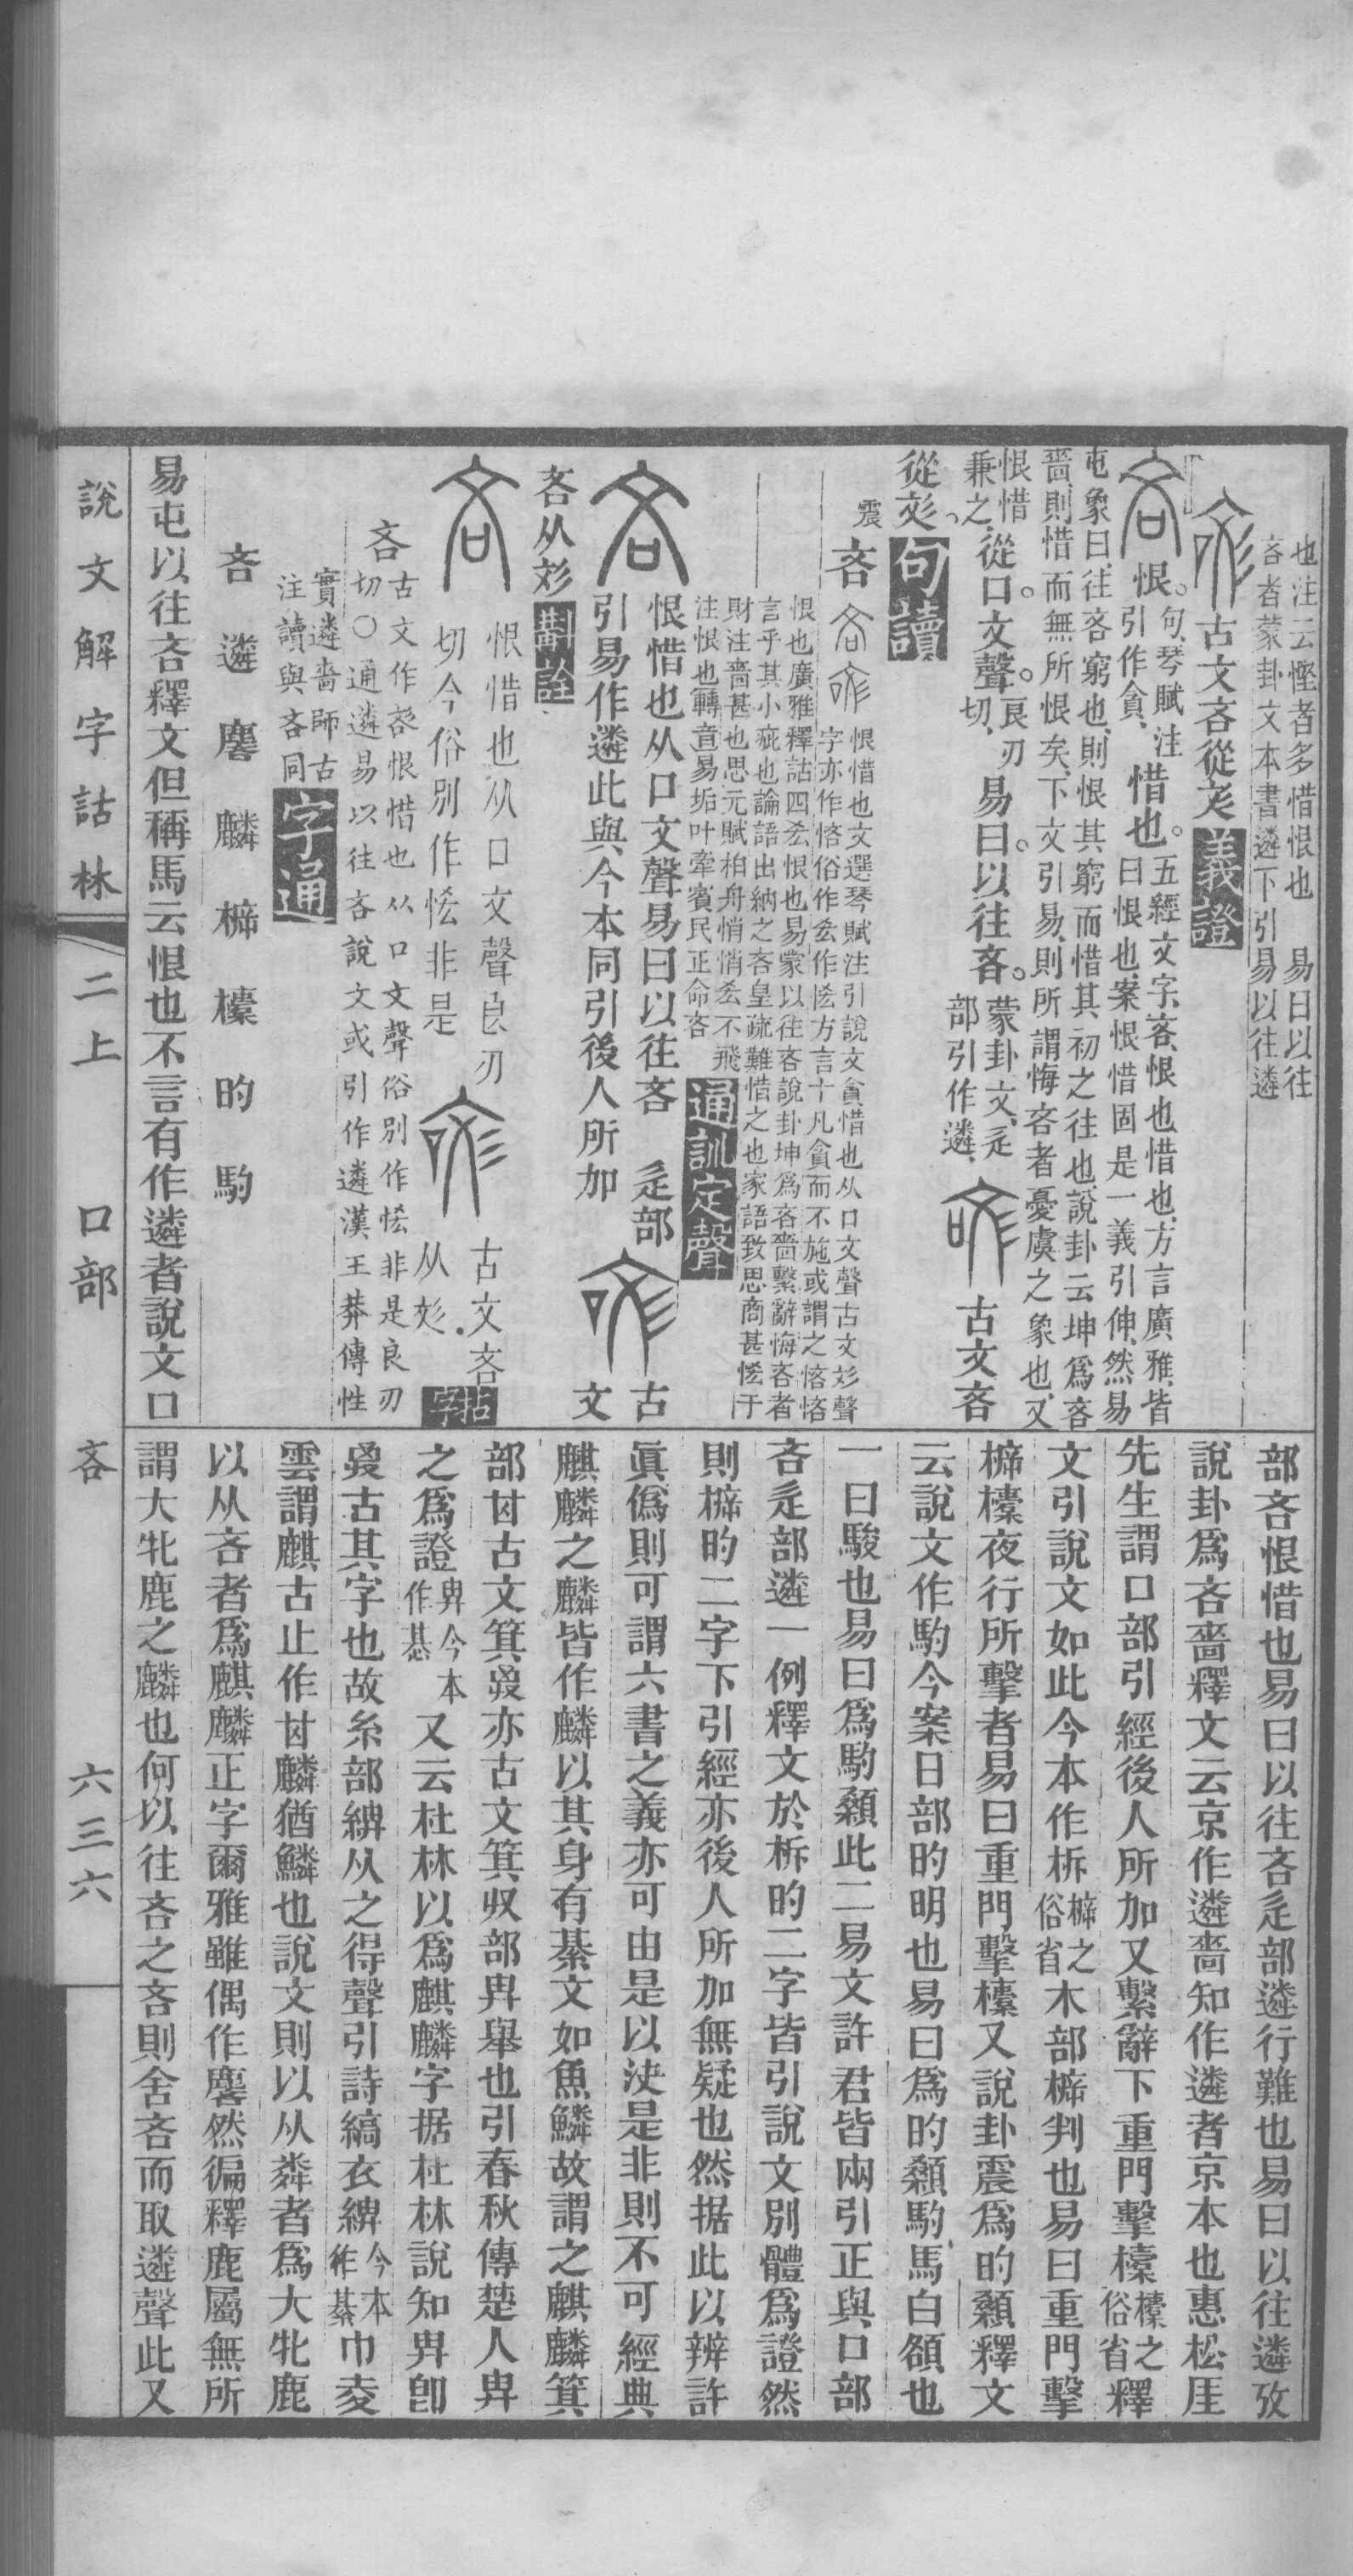 也注云慳者多惜恨也　易曰以往
吝者蒙卦文本書遴下引易以往遴
古文吝從彣
義證
恨。
句、琴賦注
引作貪、
惜也。
五經文字、吝、恨也、惜也、方言廣雅、皆
曰恨也、案恨惜固是一義引伸、然易
屯象曰、往吝窮也、則恨其窮而惜其初之往也、說卦云坤爲吝
嗇、則惜而無所恨矣、下文引易、則所謂悔吝者憂虞之象也、又
恨惜
兼之、
從口。文聲。
良刃
切、
易曰。以往吝。
蒙卦文、辵
部引作遴、
古文吝
從彣、
句讀
震
吝
恨惜也文選琴賦注引說文貪惜也从口文聲古文彣聲
字亦作悋俗作㕁作恡方言十凡貪而不施或謂之悋悋
恨也廣雅釋詁四㕁恨也易蒙以往吝說卦坤爲吝嗇繫辭悔吝者
言乎其小疵也論語出納之吝皇疏難惜之也家語致思商甚恡于
財注嗇甚也思元賦柏舟悄悄㕁不飛
注恨也轉音易垢叶牽賓民正命吝
通訓定聲
恨惜也从口文聲易曰以往吝　辵部
引易作遴此與今本同引後人所加
古
文
吝从彣
斠詮
恨惜也从口文聲良刃
切今俗別作恡非是
古文吝
从彣.
拈字
吝
古文作㖁恨惜也从口文聲俗別作恡非是良刃
切〇通遴易以往吝說文或引作遴漢王莽傳性
實遴嗇師古
注讀與吝同
字通
吝　遴　麐　麟　㯕　㯱　旳　馰
易屯以往吝釋文但稱馬云恨也不言有作遴者說文口
部吝恨惜也易曰以往吝辵部遴行難也易曰以往遴攷
說卦爲吝嗇釋文云京作遴嗇知作遴者京本也惠松厓
先生謂口部引經後人所加又繫辭下重門擊㯱
㯱之
俗省
釋
文引說文如此今本作柝
㯕之
俗省
木部㯕判也易曰重門擊
㯕㯱夜行所擊者易曰重門擊㯱又說卦震爲旳顙釋文
云說文作馰今案日部旳明也易曰爲旳顙馰馬白頟也
一曰駿也易曰爲馰顙此二易文許君皆兩引正與口部
吝辵部遴一例釋文於柝旳二字皆引說文別體爲證然
則㯕旳二字下引經亦後人所加無疑也然据此以辨許
眞僞則可謂六書之義亦可由是以決是非則不可經典
麒麟之麟皆作麟以其身有綦文如魚鱗故謂之麒麟箕
部𠀠古文箕𠔛亦古文箕収部𢍁舉也引春秋傳楚人𢍁
之爲證
𢍁今本
作惎
又云杜林以爲麒麟字据杜林說知𢍁卽
𠔛古其字也故糸部綥从之得聲引詩縞衣綥
今本
作綦
巾夌
雲謂麒古止作𠀠麟猶鱗也說文則以从粦者爲大牝鹿
以从吝者爲麒麟正字爾雅雖偶作麐然徧釋鹿屬無所
謂大牝鹿之麟也何以往吝之吝則舍吝而取遴聲此又
說文解字詁林
二上
口部
吝
六三六